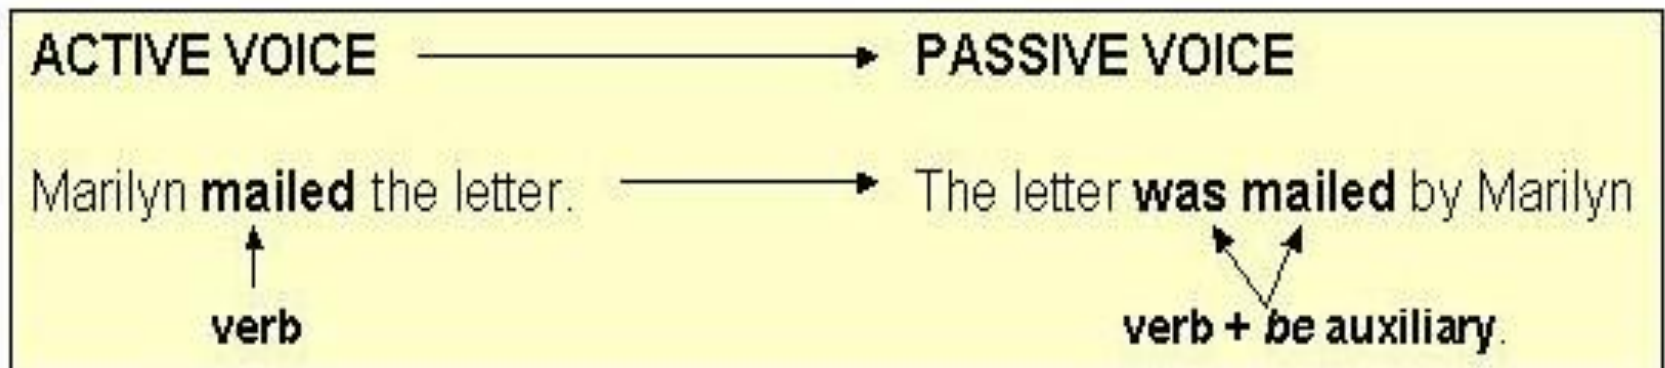 ACTIVE VOICE PASSIVE VOICE
Marilyn mailed the letter. The letter was mailed by Marilyn
verb verb + be auxiliary.